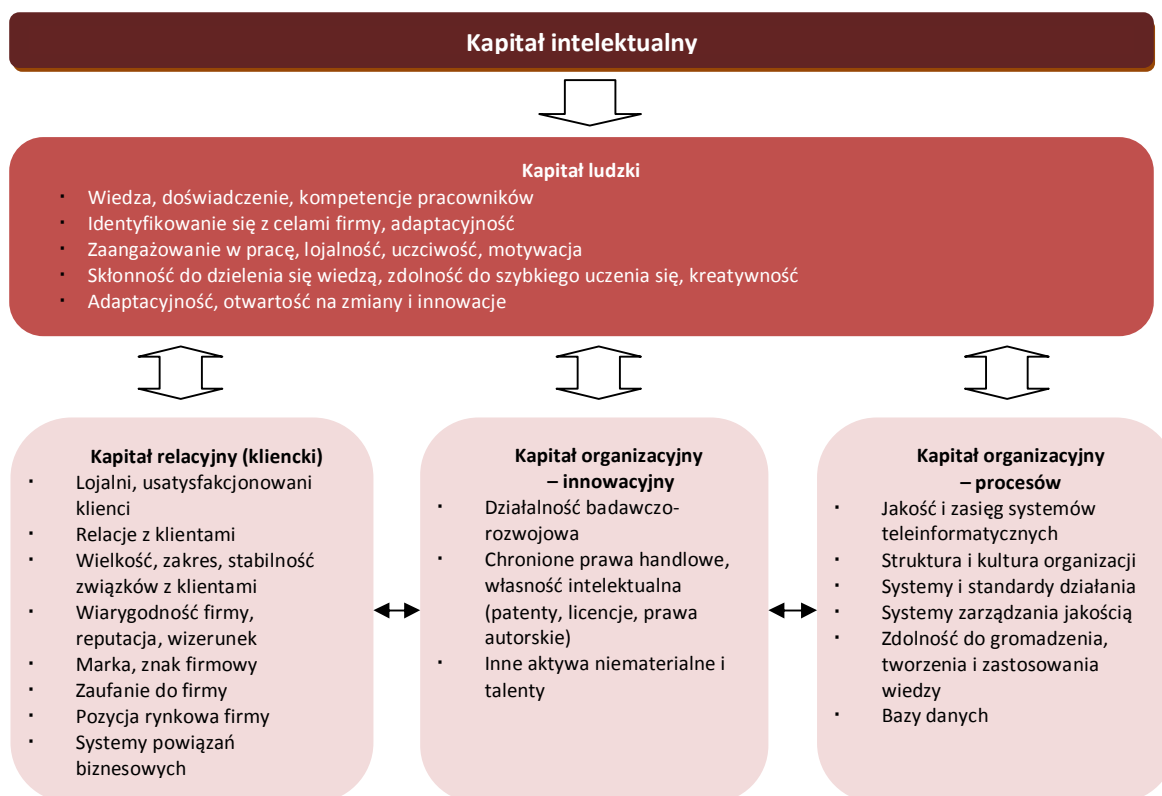 Kapitał intelektualny
Kapitał ludzki
· Wiedza, doświadczenie, kompetencje pracowników
· Identyfikowanie się z celami firmy, adaptacyjność
· Zaangażowanie w pracę, lojalność, uczciwość, motywacja
· Skłonność do dzielenia się wiedzą, zdolność do szybkiego uczenia się, kreatywność
· Adaptacyjność, otwartość na zmiany i innowacje
Kapitał relacyjny (kliencki)
· Lojalni, usatysfakcjonowani
klienci
· Relacje z klientami
· Wielkość, zakres, stabilność
związków z klientami
· Wiarygodność firmy,
reputacja, wizerunek
· Marka, znak firmowy
· Zaufanie do firmy
· Pozycja rynkowa firmy
· Systemy powiązań
biznesowych
Kapitał organizacyjny
– innowacyjny
· Działalność badawczo-
rozwojowa
· Chronione prawa handlowe,
własność intelektualna
(patenty, licencje, prawa
autorskie)
· Inne aktywa niematerialne i
talenty
Kapitał organizacyjny
– procesów
· Jakość i zasięg systemów
teleinformatycznych
· Struktura i kultura organizacji
· Systemy i standardy działania
· Systemy zarządzania jakością
· Zdolność do gromadzenia,
tworzenia i zastosowania
wiedzy
· Bazy danych